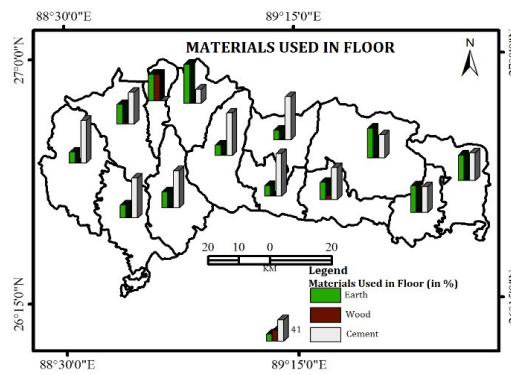 88°30'0"E 89°15'0"E
MATERIALS USED IN FLOOR
N
27°0'0"N
20 10 0 20
KM
Legend
Materials Used in Floor (in %)
Earth
Wood
Cement
41
26°15'0"N
88°30'0"E 89°15'0"E